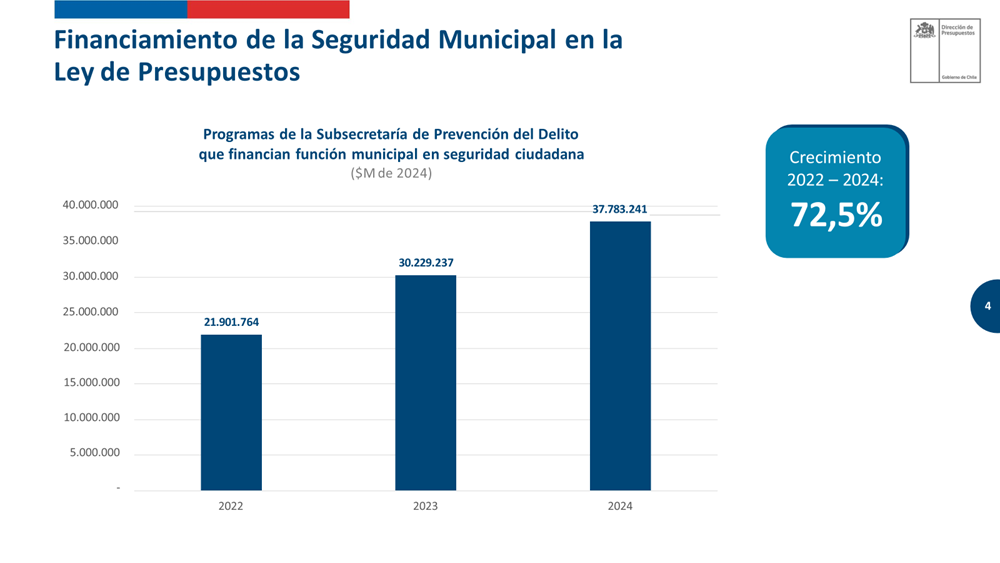 Financiamiento de la Seguridad Municipal en la
Ley de Presupuestos
Dirección de
Presupuestos
Gobierno de Chile
Programas de la Subsecretaría de Prevención del Delito
que financian función municipal en seguridad ciudadana
($M de 2024)
Crecimiento
2022 – 2024:
72,5%
40.000.000
35.000.000
30.000.000
25.000.000
20.000.000
15.000.000
10.000.000
5.000.000
-
21.901.764
30.229.237
37.783.241
2022
2023
2024
4